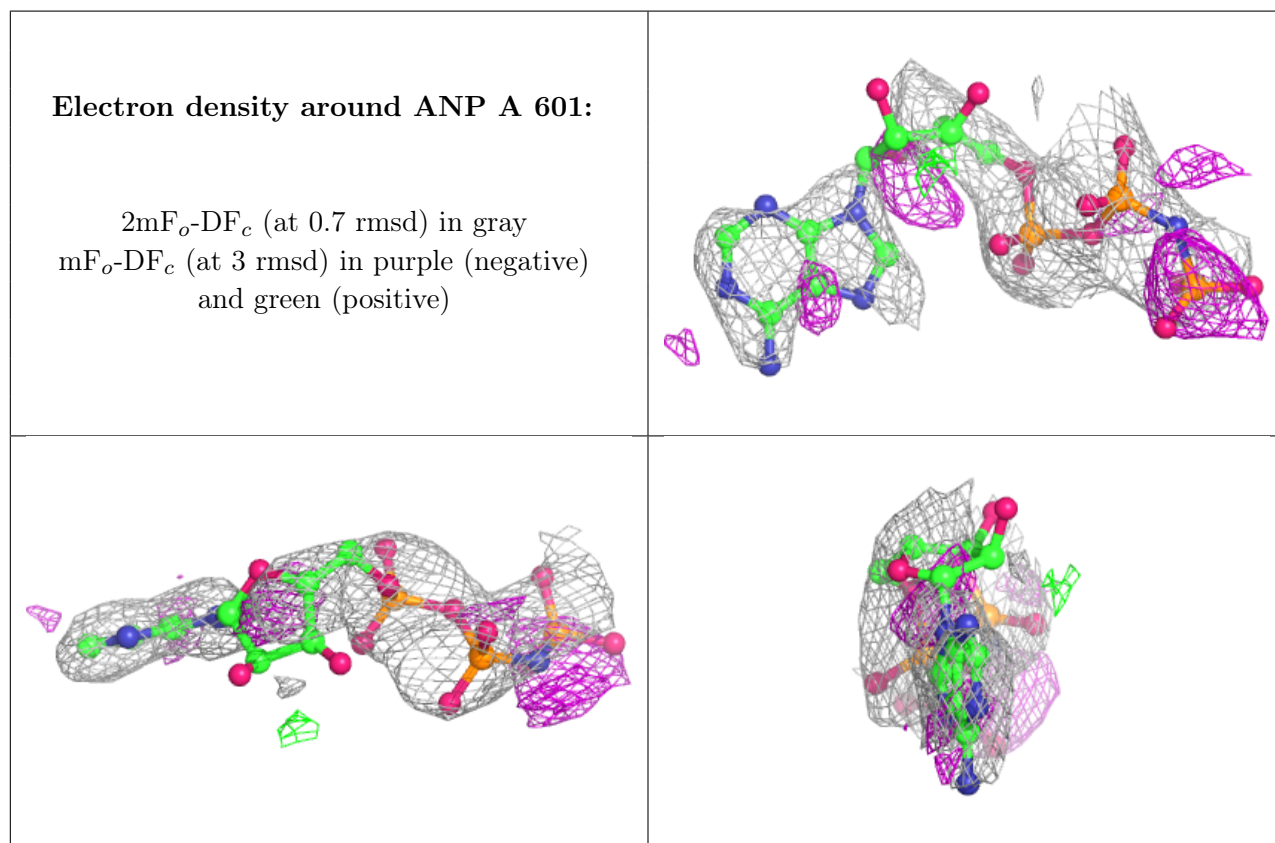 Electron density around ANP A 601:
2mFo-DFc (at 0.7 rmsd) in gray
mFo-DFc (at 3 rmsd) in purple (negative)
and green (positive)